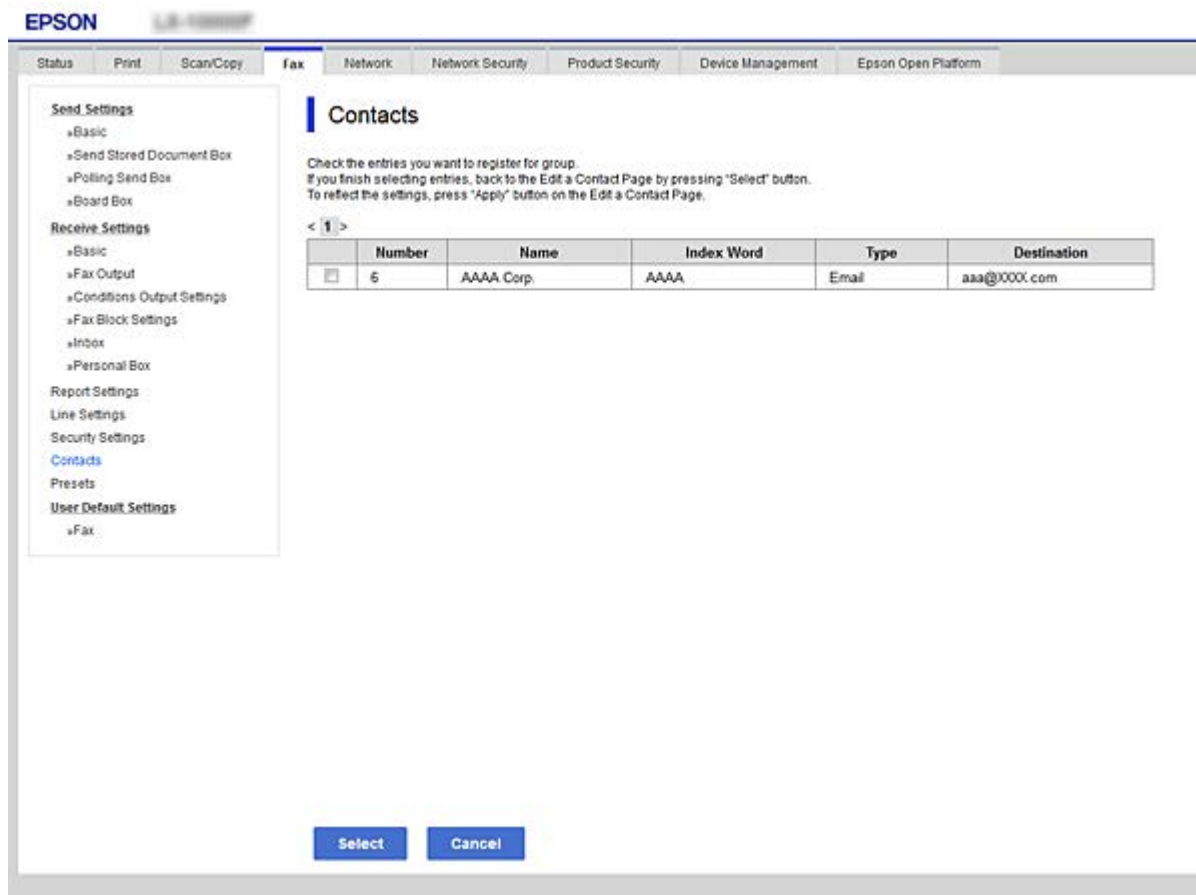 EPSON
Status Print Scan/Copy Fax Network Network Security Product Security Device Management Epson Open Platform
Send Settings
»Basic
»Send Stored Document Box
»Polling Send Box
»Board Box
Receive Settings
»Basic
»Fax Output
»Conditions Output Settings
»Fax Block Settings
»Inbox
»Personal Box
Report Settings
Line Settings
Security Settings
Contacts
Presets
User Default Settings
»Fax
Contacts
Check the entries you want to register for group.
If you finish selecting entries, back to the Edit a Contact Page by pressing "Select" button.
To reflect the settings, press "Apply" button on the Edit a Contact Page.
< 1 >
Number Name Index Word Type Destination
6 AAAA Corp. AAAA Email aaa@XXXX.com
Select Cancel